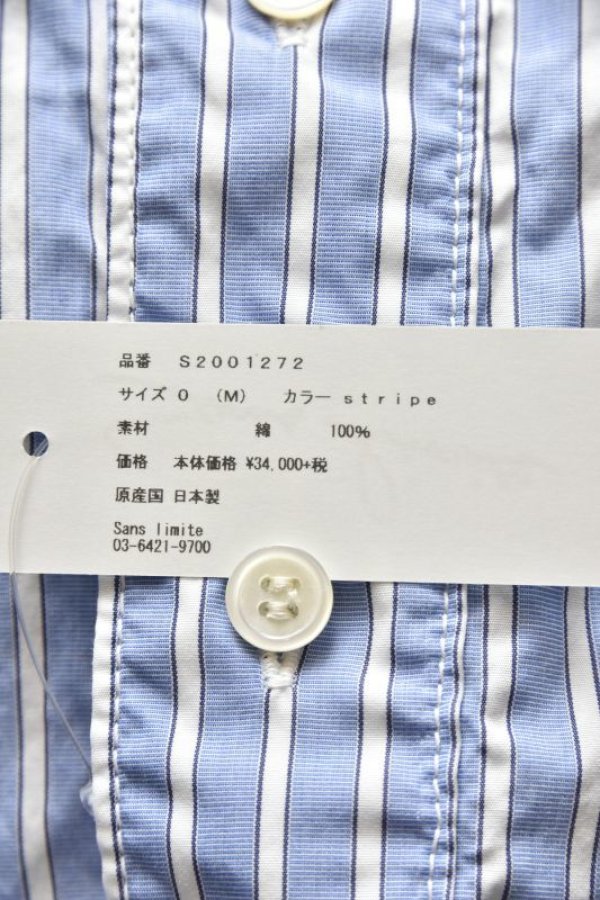 品番 S2001272
サイズ 0 (M) カラー stripe
素材 綿 100%
価格 本体価格 ¥34,000+税
原産国 日本製
Sans limite
03-6421-9700